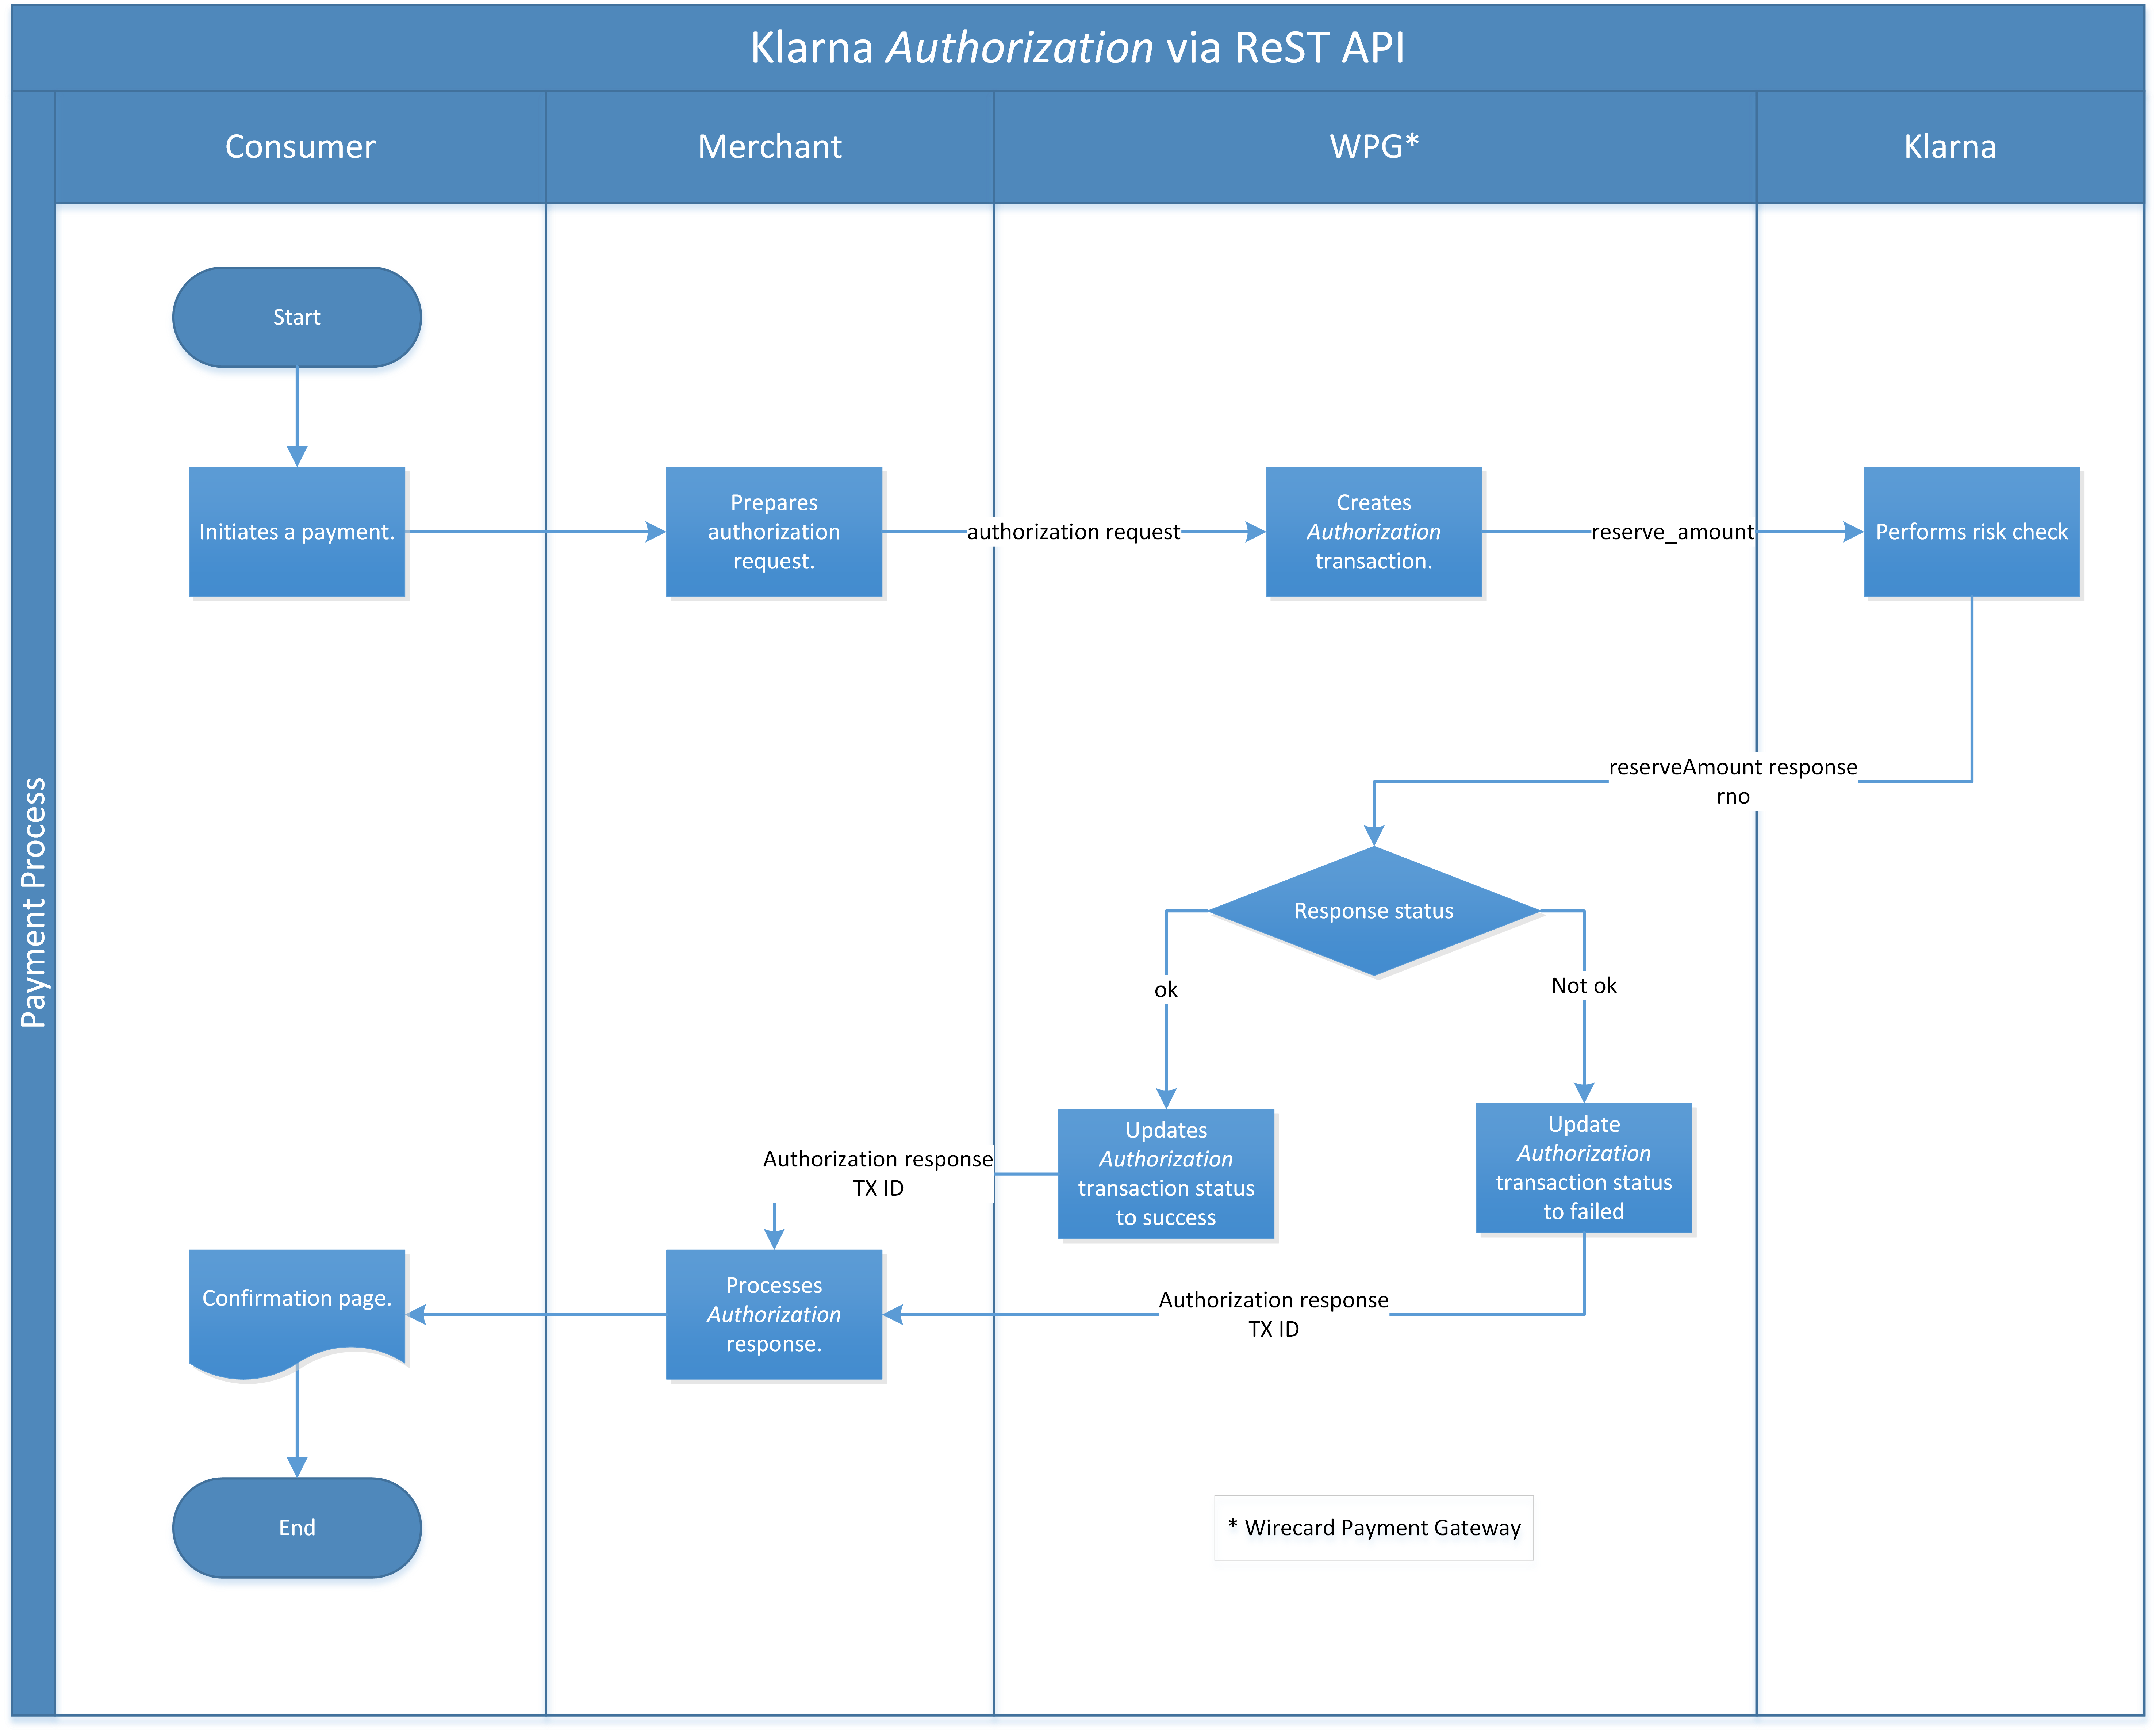 Klarna Authorization via ReST API
Consumer
Merchant
WPG*
Klarna
Payment Process
Start
Initiates a payment.
Prepares
authorization
request.
authorization request
Creates
Authorization
transaction.
reserve_amount
Performs risk check
reserveAmount response
rno
Response status
ok
Not ok
Updates
Authorization
transaction status
to success
Update
Authorization
transaction status
to failed
Authorization response
TX ID
Authorization response
TX ID
Processes
Authorization
response.
Confirmation page.
End
* Wirecard Payment Gateway